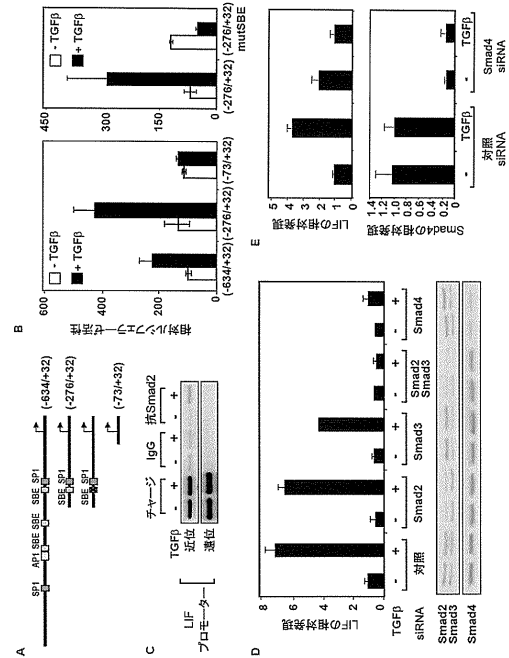 A
SP1
AP1 SBE SBE
SBE SP1
(-634/+32)
SBE SP1
(-276/+32)
SBE SP1
(-73/+32)
B
相対ルシフェラーゼ活性
600
400
200
0
- TGFβ
+ TGFβ
(-634/+32)
(-276/+32)
(-73/+32)
450
300
150
0
- TGFβ
+ TGFβ
(-276/+32)
(-276/+32)
mutSBE
C
チャージ
IgG
抗Smad2
TGFβ
-
+
-
+
-
+
LIF
プロモーター
近位
遠位
D
LIFの相対発現
8
6
4
2
0
TGFβ
-
+
-
+
-
+
-
+
-
+
siRNA
対照
Smad2
Smad3
Smad2
Smad3
Smad4
Smad2
Smad3
Smad4
E
LIFの相対発現
5
4
3
2
1
0
Smad4の相対発現
1.4
1.2
1.0
0.8
0.6
0.4
0.2
0
-
TGFβ
-
TGFβ
対照
siRNA
Smad4
siRNA